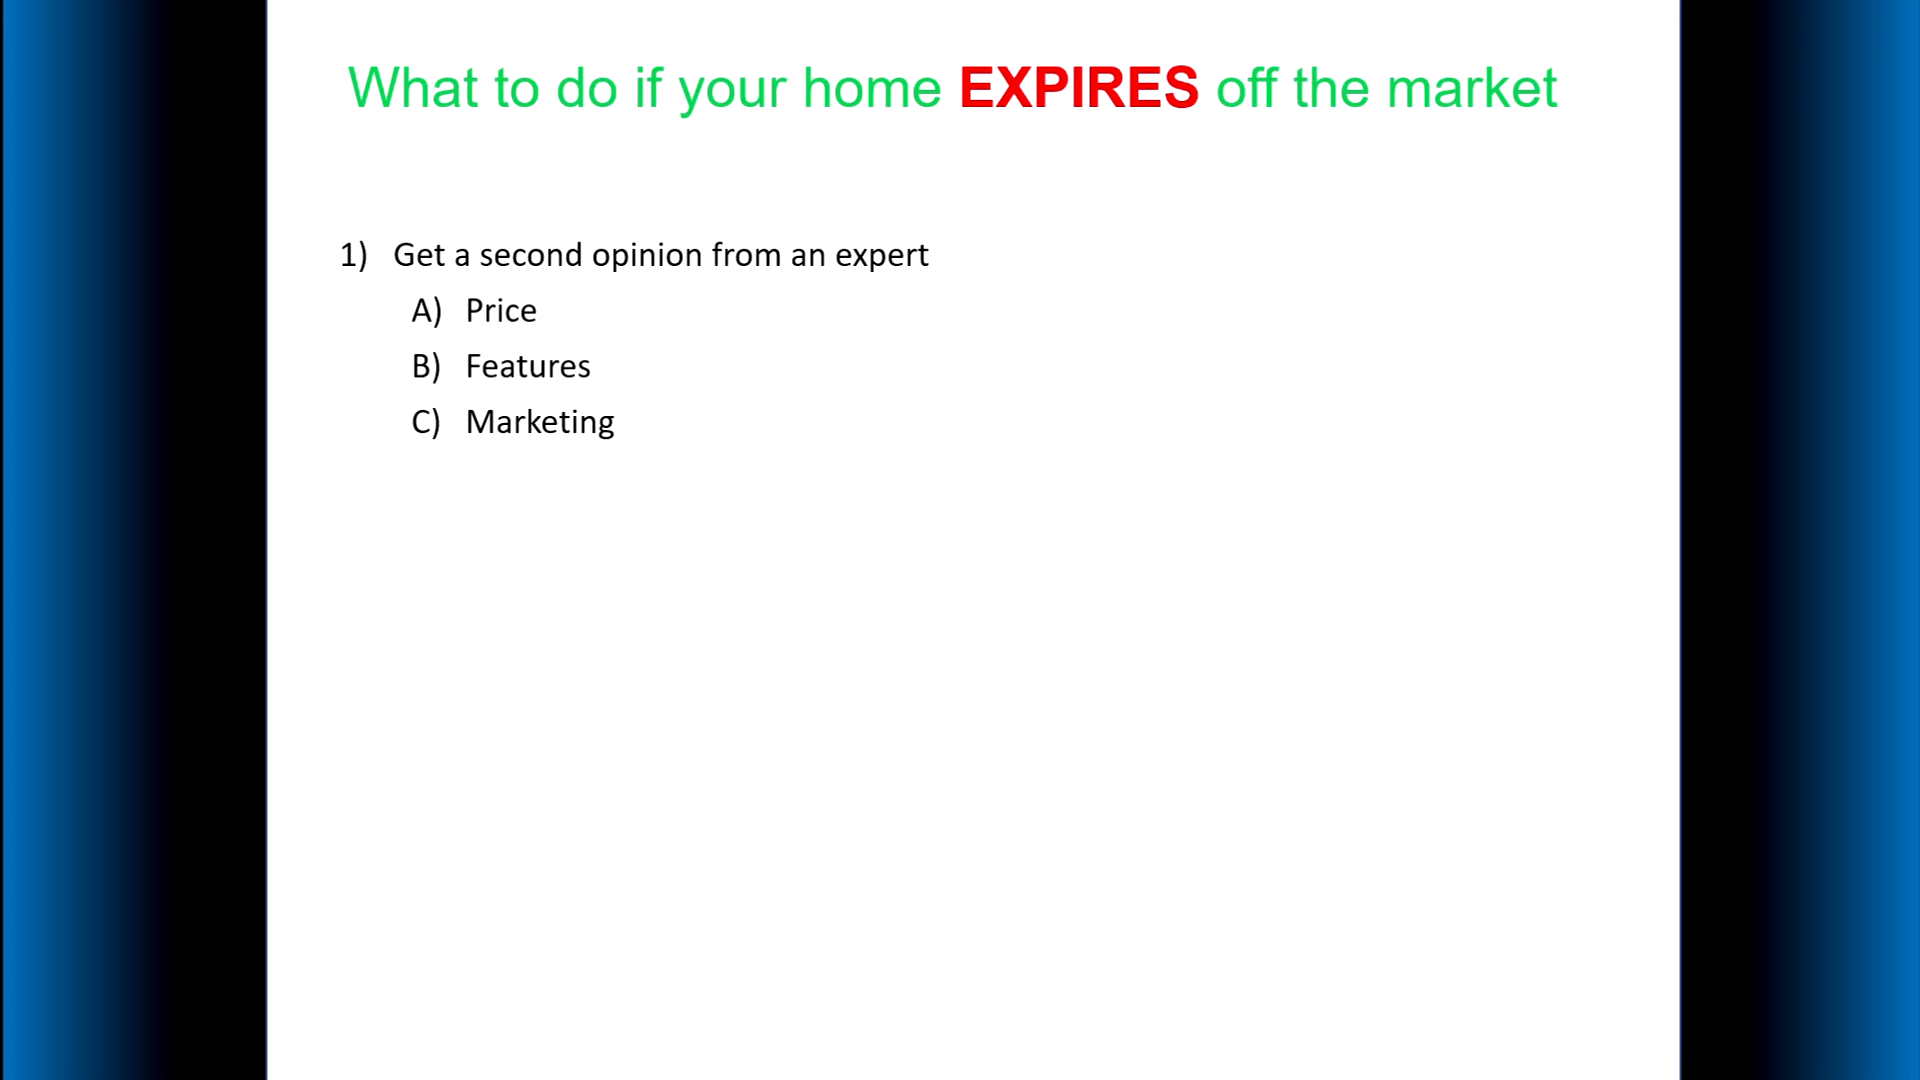 What to do if your home EXPIRES off the market
1) Get a second opinion from an expert
A) Price
B) Features
C) Marketing